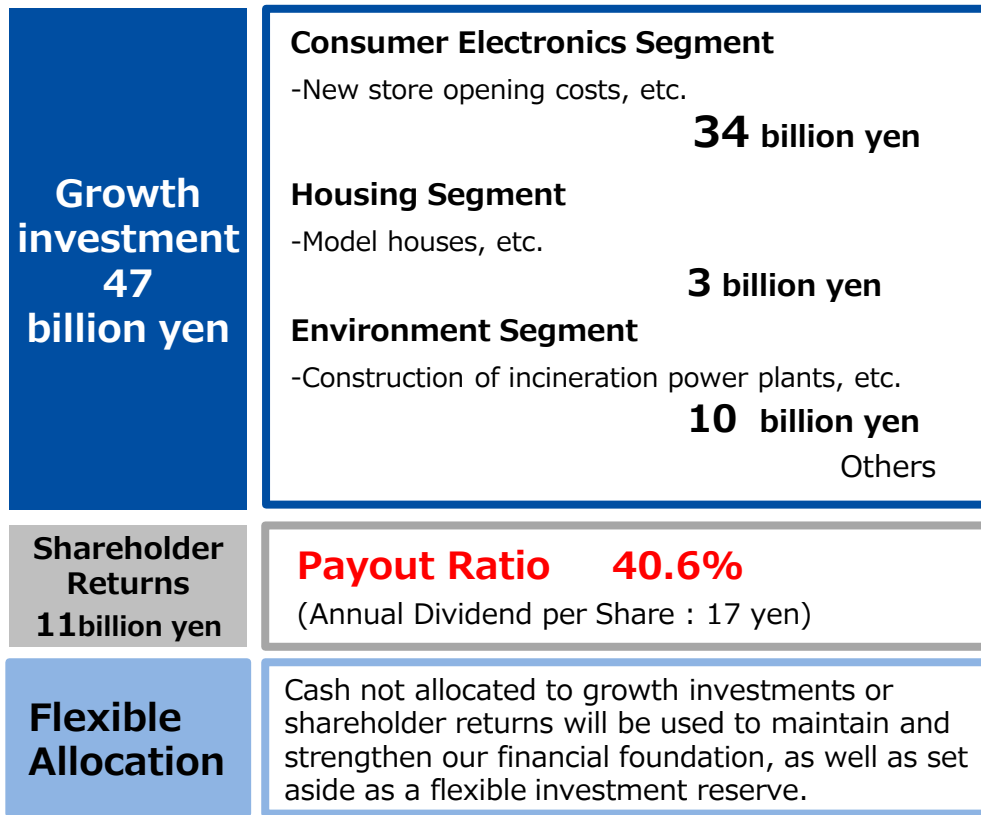 Growth
investment
47
billion yen
Consumer Electronics Segment
-New store opening costs, etc.
34 billion yen
Housing Segment
-Model houses, etc.
3 billion yen
Environment Segment
-Construction of incineration power plants, etc.
10 billion yen
Others
Shareholder
Returns
11billion yen
Payout Ratio 40.6%
(Annual Dividend per Share : 17 yen)
Flexible
Allocation
Cash not allocated to growth investments or
shareholder returns will be used to maintain and
strengthen our financial foundation, as well as set
aside as a flexible investment reserve.